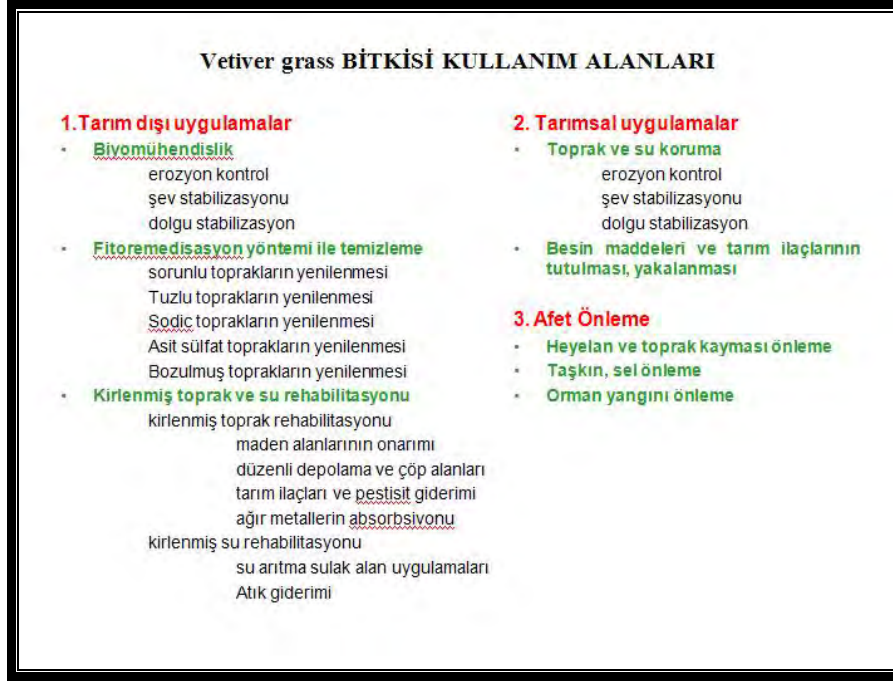 Vetiver grass BİTKİSİ KULLANIM ALANLARI
1.Tarım dışı uygulamalar
• Biyomühendislik
erozyon kontrol
şev stabilizasyonu
dolgu stabilizasyon
• Fitoremedisasyon yöntemi ile temizleme
sorunlu toprakların yenilenmesi
Tuzlu toprakların yenilenmesi
Sodic toprakların yenilenmesi
Asit sülfat toprakların yenilenmesi
Bozulmuş toprakların yenilenmesi
• Kirlenmiş toprak ve su rehabilitasyonu
kirlenmiş toprak rehabilitasyonu
maden alanlarının onarımı
düzenli depolama ve çöp alanları
tarım ilaçları ve pestisit giderimi
ağır metallerin absorbsivonu
kirlenmiş su rehabilitasyonu
su arıtma sulak alan uygulamaları
Atık giderimi
2. Tarımsal uygulamalar
• Toprak ve su koruma
erozyon kontrol
şev stabilizasyonu
dolgu stabilizasyon
• Besin maddeleri ve tarım ilaçlarının
tutulması, yakalanması
3. Afet Önleme
• Heyelan ve toprak kayması önleme
• Taşkın, sel önleme
• Orman yangını önleme